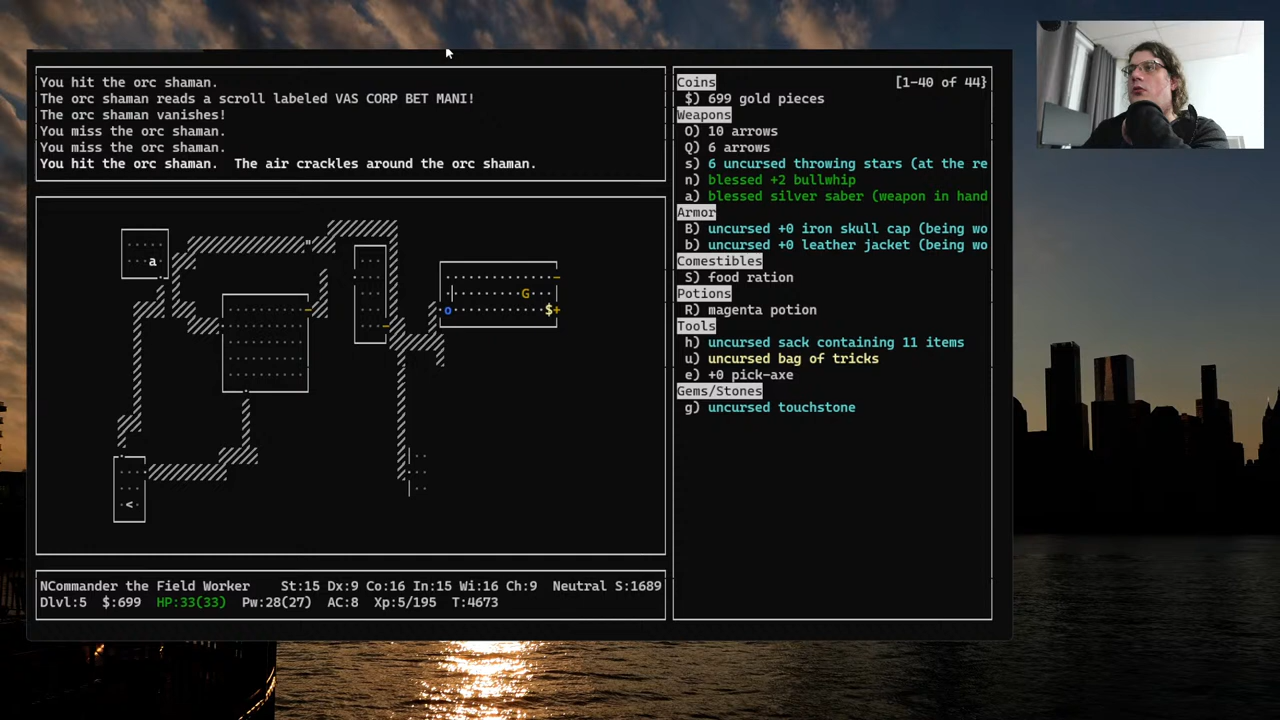 You hit the orc shaman.
The orc shaman reads a scroll labeled VAS CORP BET MANI!
The orc shaman vanishes!
You miss the orc shaman.
You miss the orc shaman.
You hit the orc shaman.  The air crackles around the orc shaman.
a
"
G
o
$+
<
NCommander the Field Worker St:15 Dx:9 Co:16 In:15 Wi:16 Ch:9 Neutral S:1689
Dlvl:5 $:699 HP:33(33) Pw:28(27) AC:8 Xp:5/195 T:4673
Coins [1-40 of 44}
$) 699 gold pieces
Weapons
O) 10 arrows
Q) 6 arrows
s) 6 uncursed throwing stars (at the re
n) blessed +2 bullwhip
a) blessed silver saber (weapon in hand
Armor
B) uncursed +0 iron skull cap (being wo
b) uncursed +0 leather jacket (being wo
Comestibles
S) food ration
Potions
R) magenta potion
Tools
h) uncursed sack containing 11 items
u) uncursed bag of tricks
e) +0 pick-axe
Gems/Stones
g) uncursed touchstone